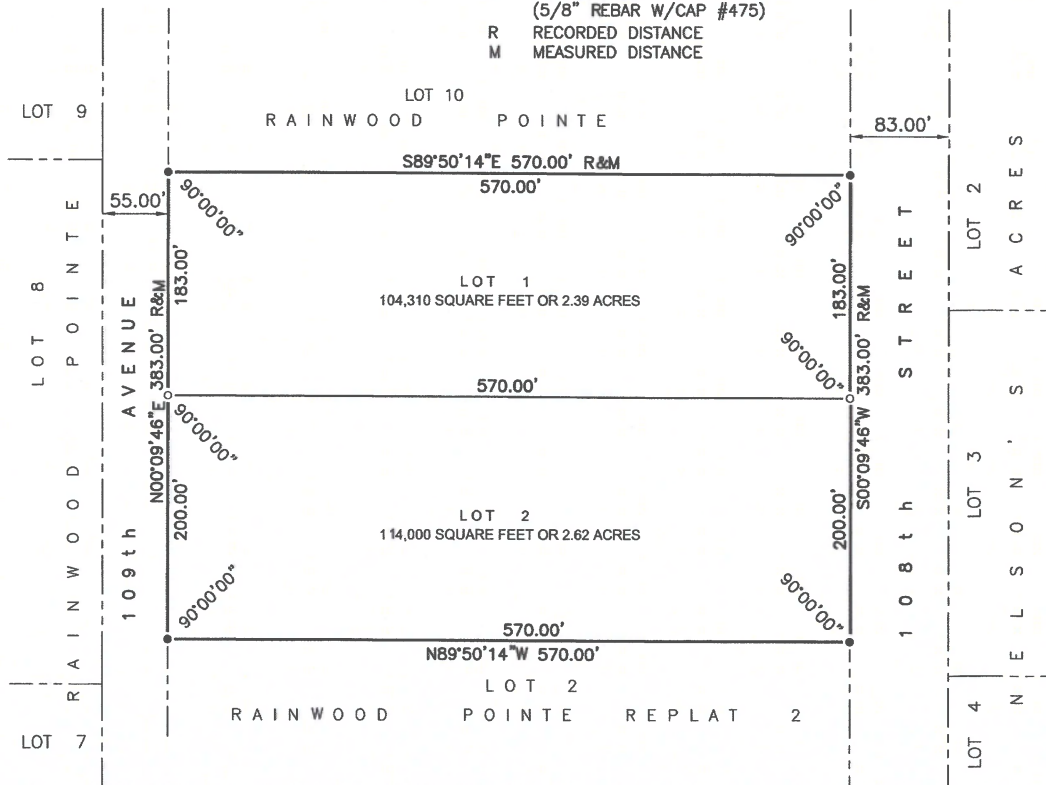 (5/8" REBAR W/CAP #475)
R RECORDED DISTANCE
M MEASURED DISTANCE
LOT 10
RAINWOOD POINTE
LOT 9
83.00'
S89°50'14"E 570.00' R&M
570.00'
55.00'
90°00'00"
90°00'00"
183.00'
183.00'
LOT 1
104,310 SQUARE FEET OR 2.39 ACRES
90°00'00"
570.00'
N00°09'46"E 383.00' R&M
S00°09'46"W 383.00' R&M
90°00'00"
200.00'
200.00'
LOT 2
114,000 SQUARE FEET OR 2.62 ACRES
90°00'00"
90°00'00"
570.00'
N89°50'14"W 570.00'
LOT 2
RAINWOOD POINTE REPLAT 2
LOT 8
RAINWOOD POINTE
LOT 7
109th AVENUE
108th STREET
LOT 2
LOT 3
LOT 4
NELSON'S ACRES